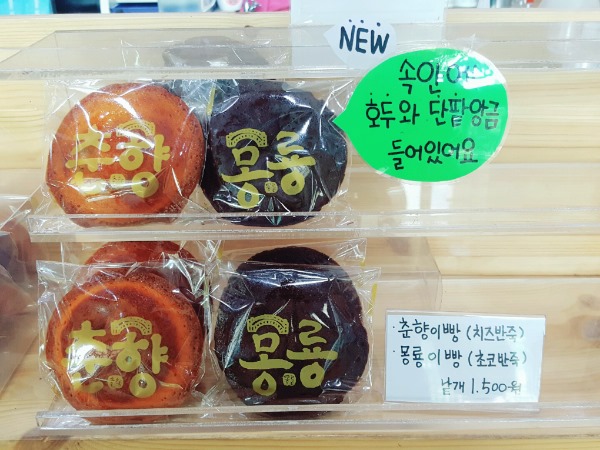 NEW
속안에
호두와 단팥앙금
들어있어요
춘향 몽룡
춘향 몽룡
·춘향이빵 (치즈반죽)
·몽룡이빵 (초코반죽)
낱개 1.500원